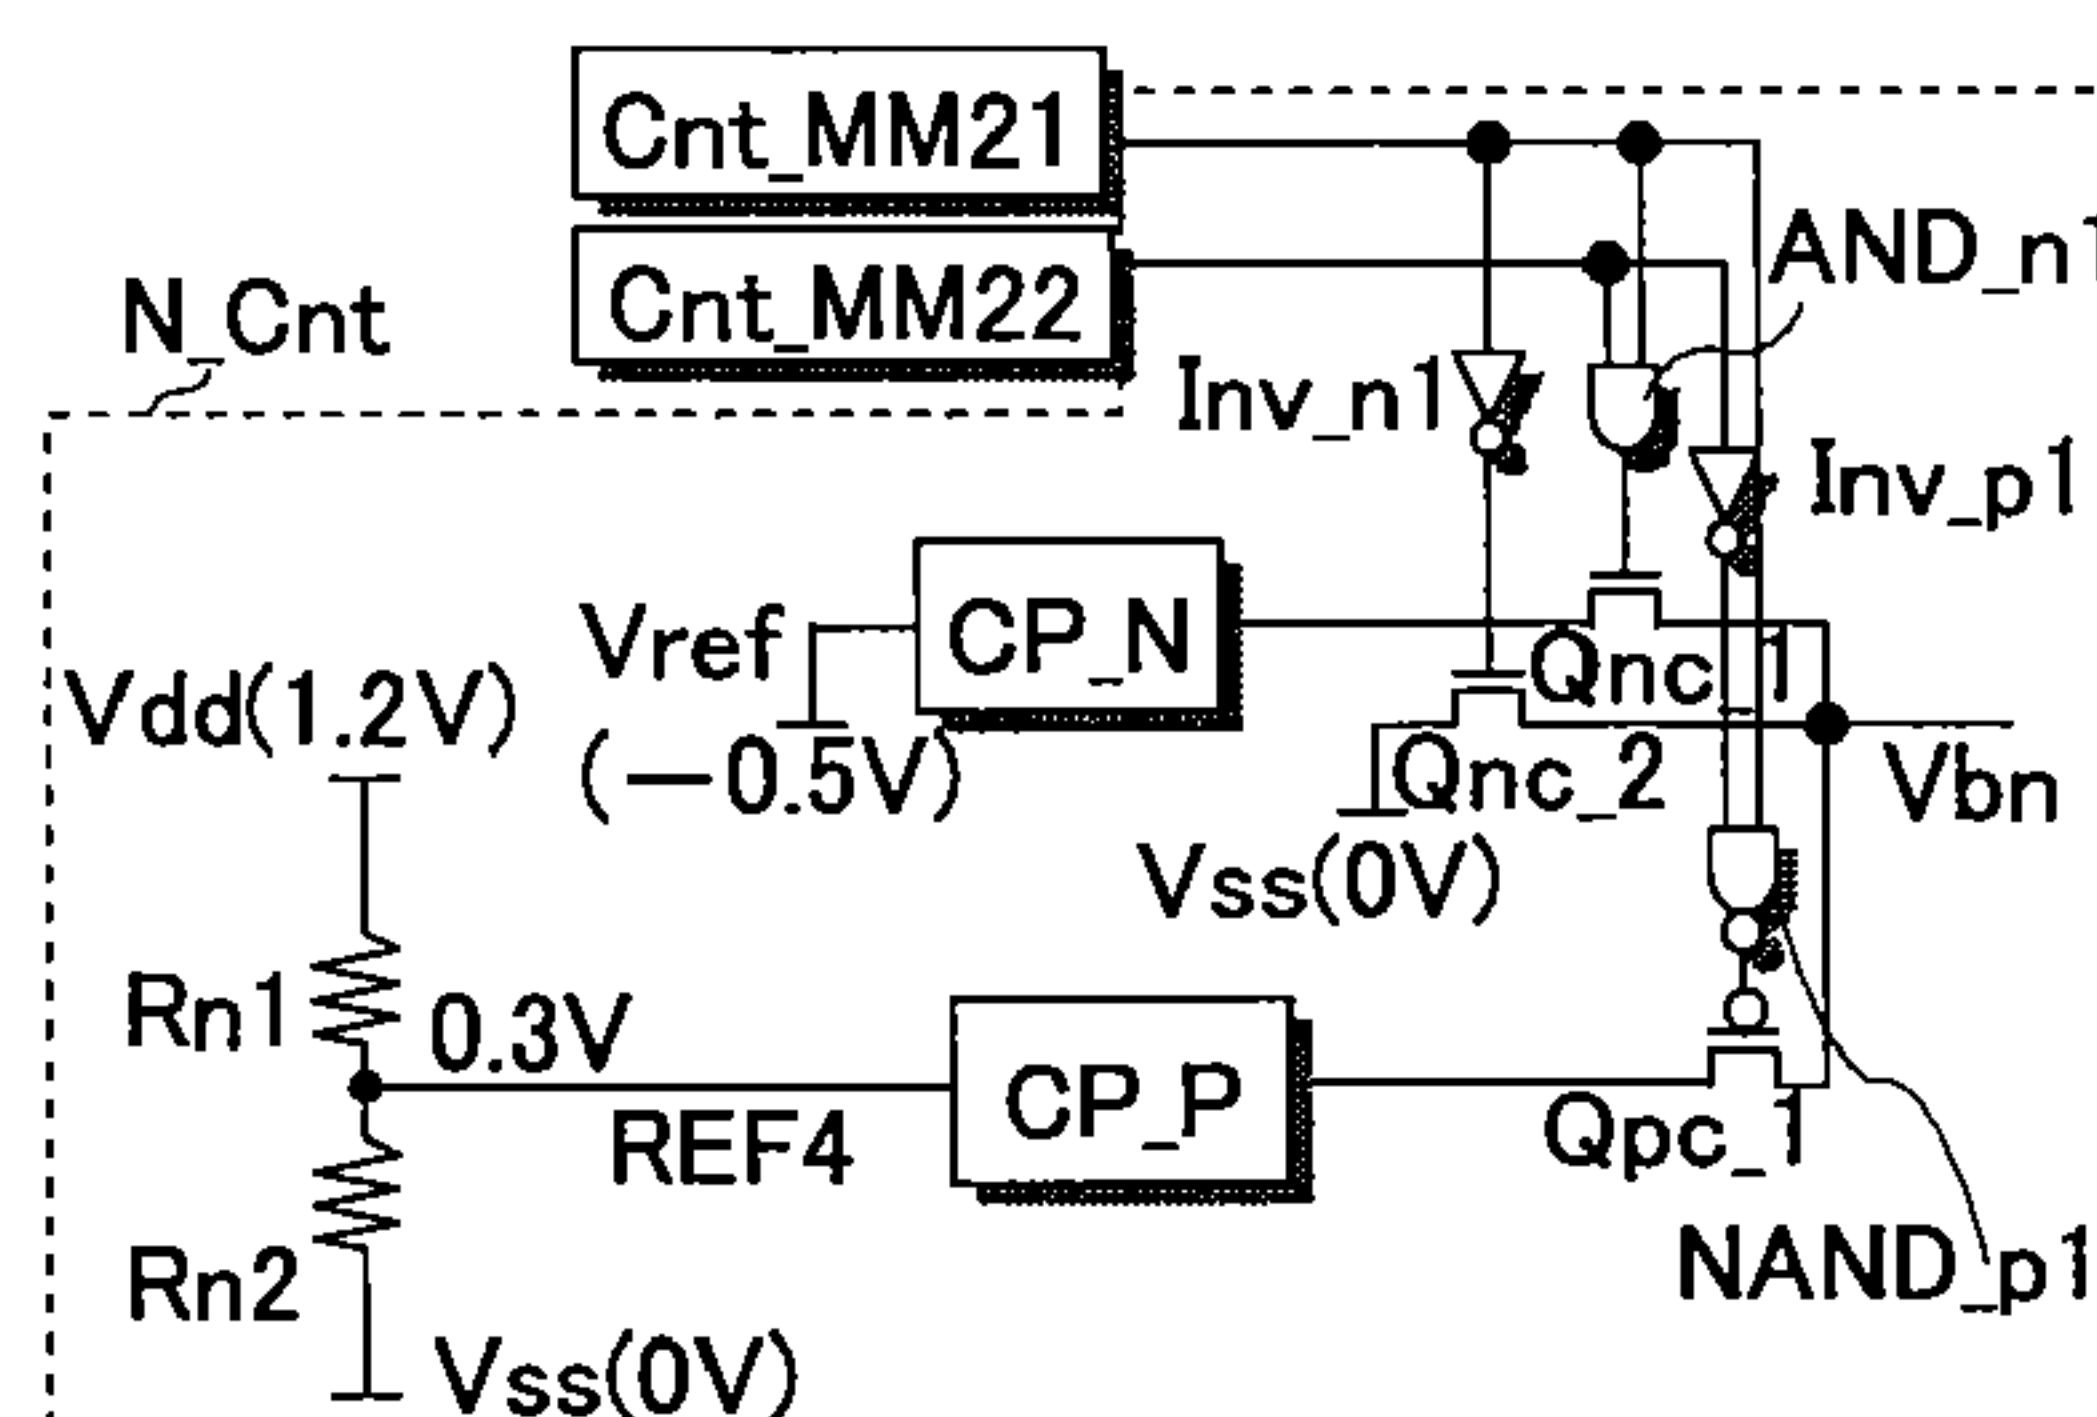 Cnt_MM21
AND_n1
N_Cnt
Cnt_MM22
Inv_n1
Inv_p1
Vref
CP_N
Qnc_1
Vdd(1.2V)
(−0.5V)
Qnc_2
Vbn
Vss(0V)
Rn1
0.3V
CP_P
REF4
Qpc_1
Rn2
NAND_p1
Vss(0V)